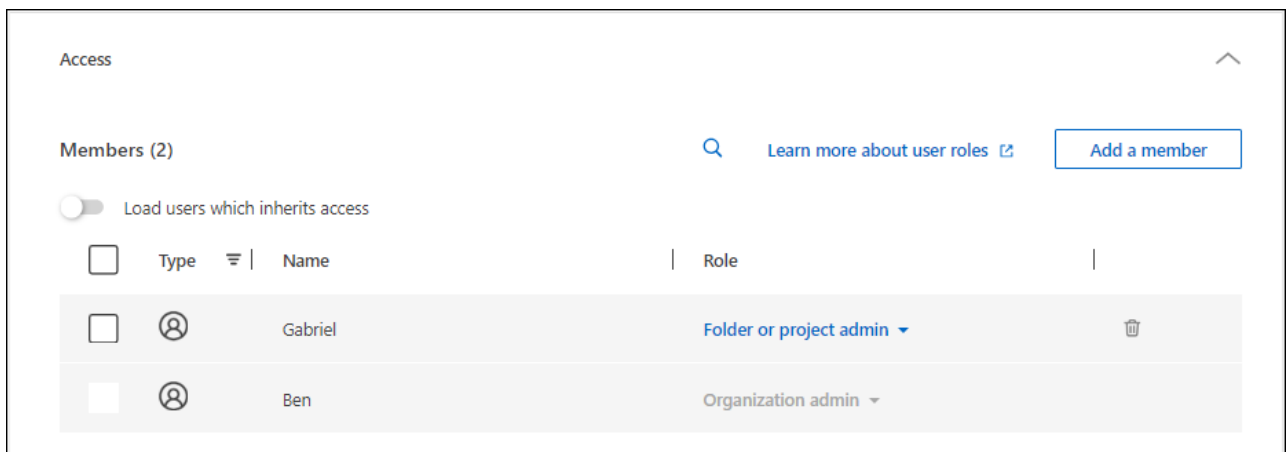 Access
Members (2)
Learn more about user roles
Add a member
Load users which inherits access
Type Name Role
Gabriel Folder or project admin
Ben Organization admin